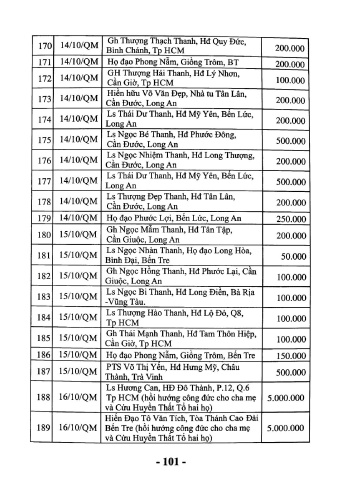 170 14/10/QM Gh Thượng Thạch Thanh, Hđ Quy Đức,
Bình Chánh, Tp HCM 200.000
171 14/10/QM Họ đạo Phong Nẫm, Giồng Trôm, BT 200.000
172 14/10/QM GH Thượng Hải Thanh, Hđ Lý Nhơn,
Cần Giờ, Tp HCM 100.000
173 14/10/QM Hiền hữu Võ Văn Đẹp, Nhà tu Tân Lân,
Cần Đước, Long An 200.000
174 14/10/QM Ls Thái Dư Thanh, Hđ Mỹ Yên, Bến Lức,
Long An 200.000
175 14/10/QM Ls Ngọc Bé Thanh, Hđ Phước Đông,
Cần Đước, Long An 500.000
176 14/10/QM Ls Ngọc Nhiệm Thanh, Hđ Long Thượng,
Cần Đước, Long An 200.000
177 14/10/QM Ls Thái Dư Thanh, Hđ Mỹ Yên, Bến Lức,
Long An 500.000
178 14/10/QM Ls Thượng Đẹp Thanh, Hđ Tân Lân,
Cần Đước, Long An 200.000
179 14/10/QM Họ đạo Phước Lợi, Bến Lức, Long An 250.000
180 15/10/QM Gh Ngọc Mẫm Thanh, Hđ Tân Tập,
Cần Giuộc, Long An 200.000
181 15/10/QM Ls Ngọc Nhàn Thanh, Họ đạo Long Hòa,
Bình Đại, Bến Tre 50.000
182 15/10/QM Gh Ngọc Hồng Thanh, Hđ Phước Lại, Cần
Giuộc, Long An 100.000
183 15/10/QM Ls Ngọc Bi Thanh, Hđ Long Điền, Bà Rịa
-Vũng Tàu. 100.000
184 15/10/QM Ls Thượng Hào Thanh, Hđ Lộ Đỏ, Q8,
Tp HCM 100.000
185 15/10/QM Gh Thái Mạnh Thanh, Hđ Tam Thôn Hiệp,
Cần Giờ, Tp HCM 100.000
186 15/10/QM Họ đạo Phong Nẫm, Giồng Trôm, Bến Tre 150.000
187 15/10/QM PTS Võ Thị Yến, Hđ Hưng Mỹ, Châu
Thành, Trà Vinh 500.000
188 16/10/QM Ls Hương Can, HĐ Đô Thành, P.12, Q.6
Tp HCM (hồi hướng công đức cho cha mẹ
và Cửu Huyền Thất Tổ hai họ) 5.000.000
189 16/10/QM Hiền Đạo Tô Văn Tích, Tòa Thánh Cao Đài
Bến Tre (hồi hướng công đức cho cha mẹ
và Cửu Huyền Thất Tổ hai họ) 5.000.000
- 101 -